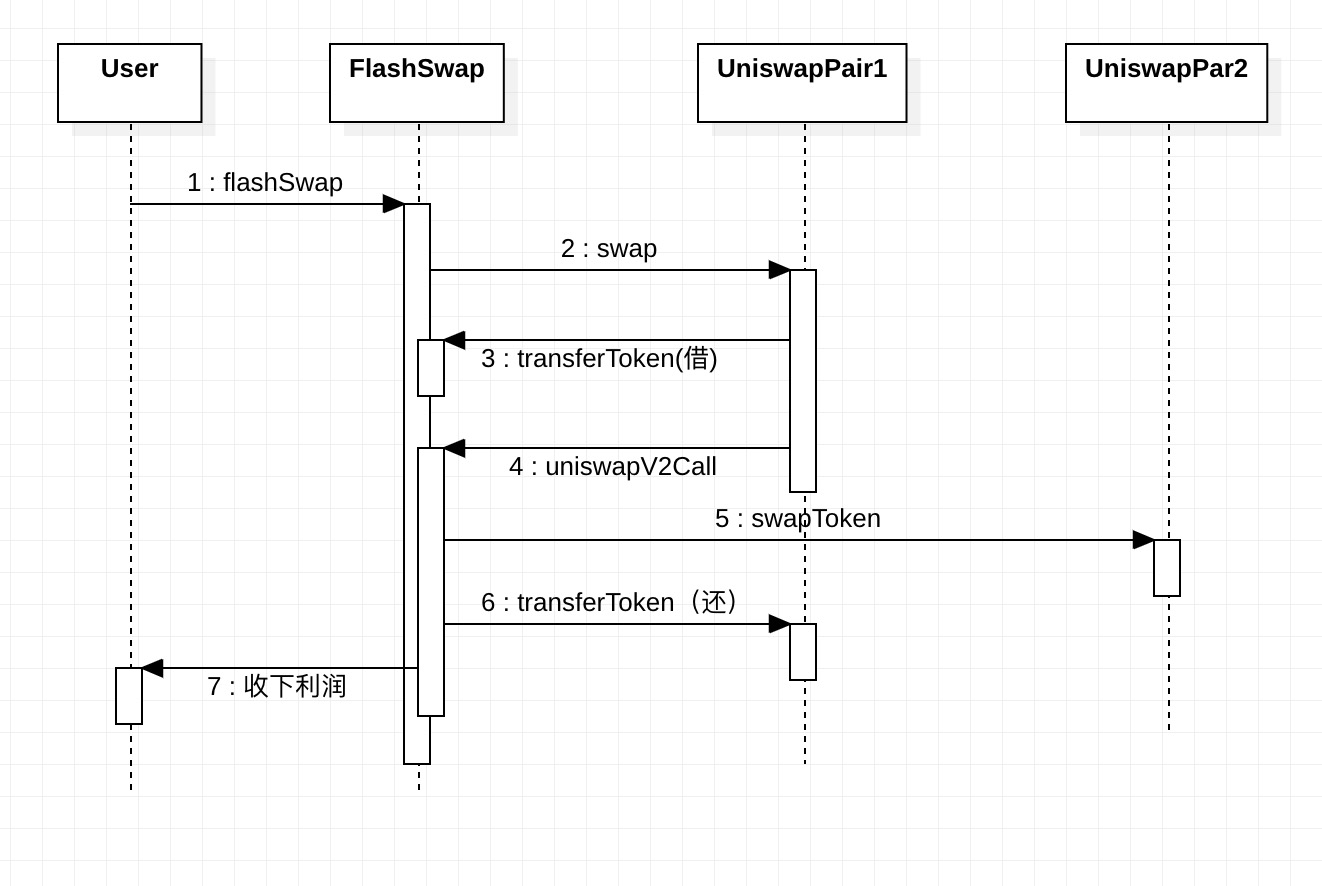 User
FlashSwap
UniswapPair1
UniswapPar2
1 : flashSwap
2 : swap
3 : transferToken(借)
4 : uniswapV2Call
5 : swapToken
6 : transferToken（还）
7 : 收下利润